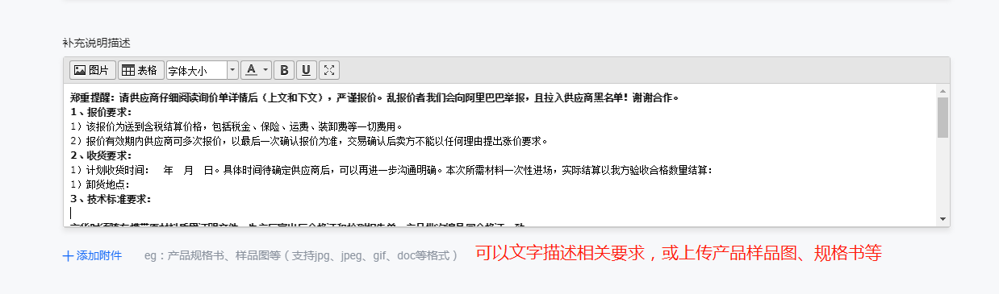 补充说明描述
图片 表格 字体大小 A B U
郑重提醒：请供应商仔细阅读询价单详情后（上文和下文），严谨报价。乱报价者我们会向阿里巴巴举报，且拉入供应商黑名单！谢谢合作。
1、报价要求：
1）该报价为送到含税结算价格，包括税金、保险、运费、装卸费等一切费用。
2）报价有效期内供应商可多次报价，以最后一次确认报价为准，交易确认后卖方不能以任何理由提出涨价要求。
2、收货要求：
1）计划收货时间： 年 月 日。具体时间待确定供应商后，可以再进一步沟通明确。本次所需材料一次性进场，实际结算以我方验收合格数量结算：
1）卸货地点：
3、技术标准要求：
添加附件 eg：产品规格书、样品图等（支持jpg、jpeg、gif、doc等格式） 可以文字描述相关要求，或上传产品样品图、规格书等